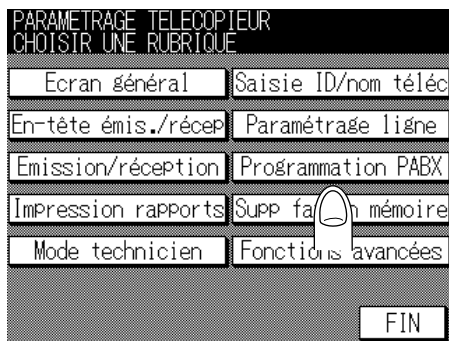 PARAMETRAGE TELECOPIEUR
CHOISIR UNE RUBRIQUE
Ecran général Saisie ID/nom téléc
En-tête émis./récep Paramétrage ligne
Emission/réception Programmation PABX
Impression rapports Supp mémoire
Mode technicien Fonctions avancées
FIN